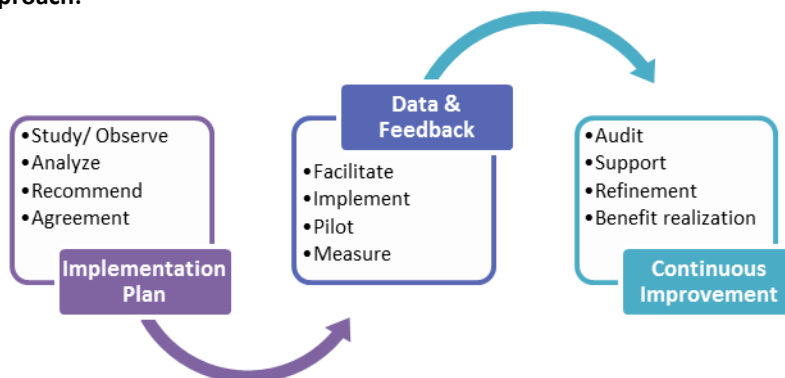 proach:
•Study/ Observe
•Analyze
•Recommend
•Agreement
Implementation
Plan
Data &
Feedback
•Facilitate
•Implement
•Pilot
•Measure
•Audit
•Support
•Refinement
•Benefit realization
Continuous
Improvement